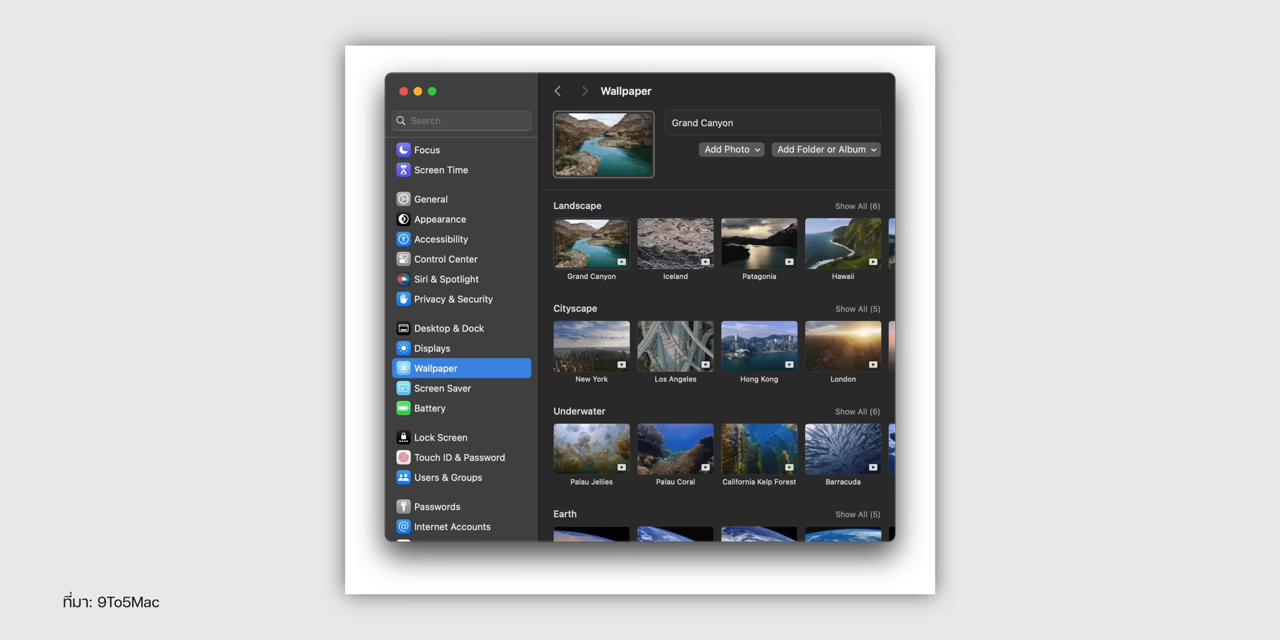 Search
Focus
Screen Time
General
Appearance
Accessibility
Control Center
Siri & Spotlight
Privacy & Security
Desktop & Dock
Displays
Wallpaper
Screen Saver
Battery
Lock Screen
Touch ID & Password
Users & Groups
Passwords
Internet Accounts
Wallpaper
Grand Canyon
Add Photo
Add Folder or Album
Landscape
Show All (6)
Grand Canyon
Iceland
Patagonia
Hawaii
Cityscape
Show All (5)
New York
Los Angeles
Hong Kong
London
Underwater
Show All (6)
Palau Jellies
Palau Coral
California Kelp Forest
Barracuda
Earth
Show All (5)
ที่มา: 9To5Mac